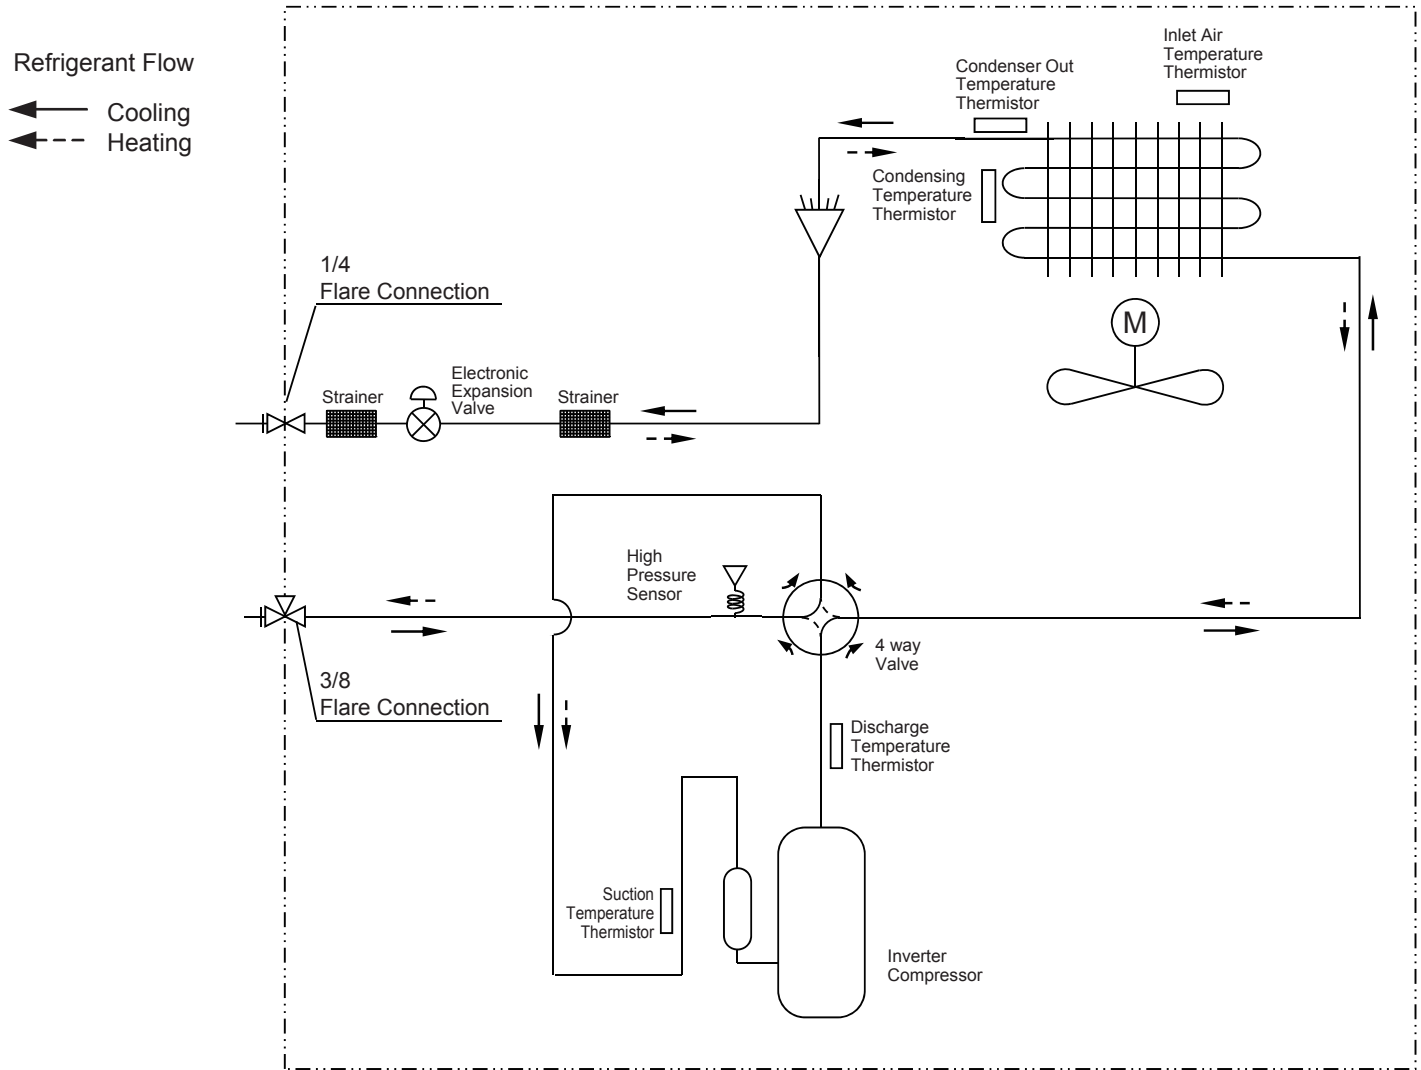 Refrigerant Flow
Cooling
Heating
Inlet Air
Temperature
Thermistor
Condenser Out
Temperature
Thermistor
Condensing
Temperature
Thermistor
M
1/4
Flare Connection
Strainer
Electronic
Expansion
Valve
Strainer
High
Pressure
Sensor
4 way
Valve
3/8
Flare Connection
Discharge
Temperature
Thermistor
Suction
Temperature
Thermistor
Inverter
Compressor